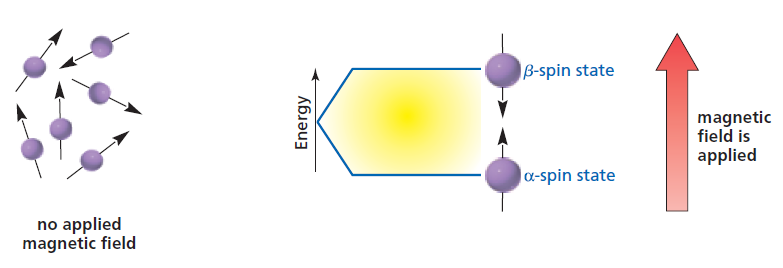 no applied
magnetic field
Energy
β-spin state
α-spin state
magnetic
field is
applied